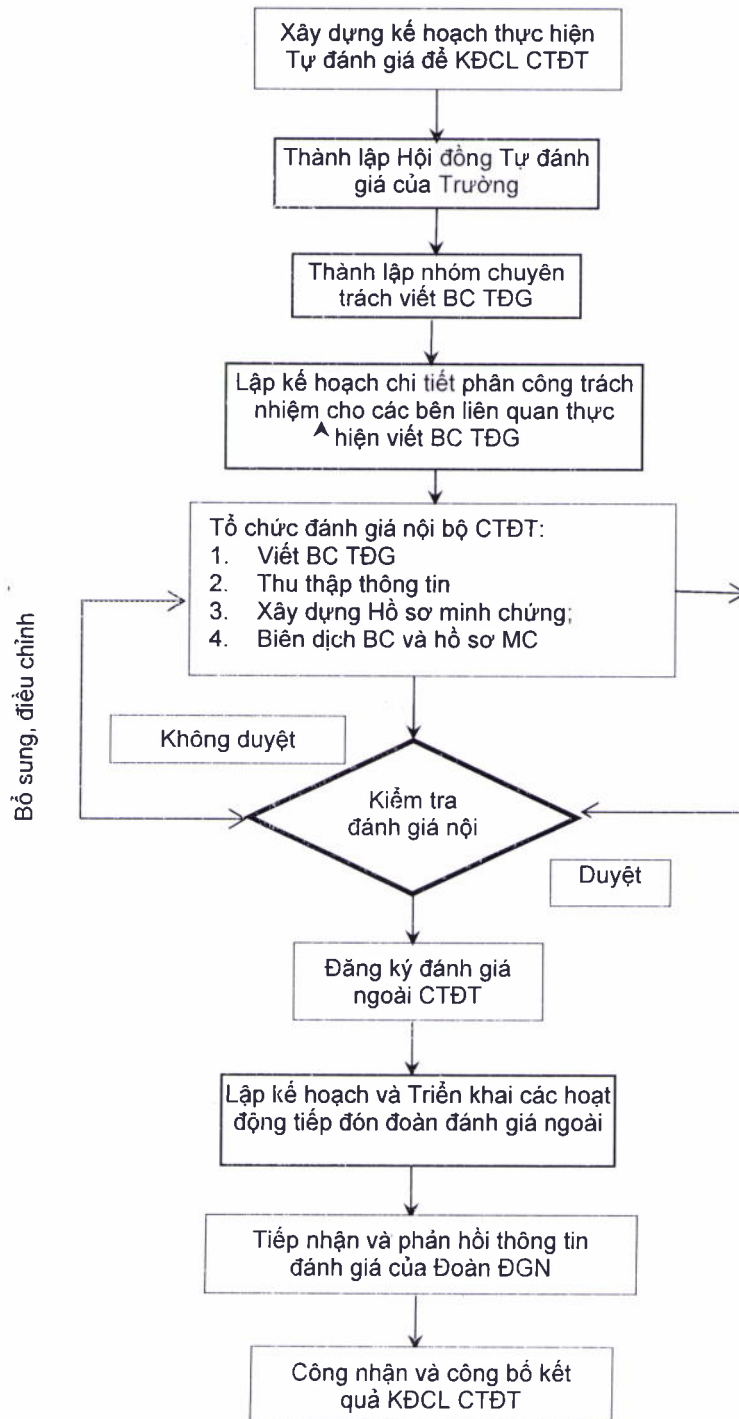 Xây dựng kế hoạch thực hiện
Tự đánh giá để KĐCL CTĐT
Thành lập Hội đồng Tự đánh
giá của Trường
Thành lập nhóm chuyên
trách viết BC TĐG
Lập kế hoạch chi tiết phân công trách
nhiệm cho các bên liên quan thực
hiện viết BC TĐG
Tổ chức đánh giá nội bộ CTĐT:
1. Viết BC TĐG
2. Thu thập thông tin
3. Xây dựng Hồ sơ minh chứng;
4. Biên dịch BC và hồ sơ MC
Bổ sung, điều chỉnh
Không duyệt
Kiểm tra
đánh giá nội
Duyệt
Đăng ký đánh giá
ngoài CTĐT
Lập kế hoạch và Triển khai các hoạt
động tiếp đón đoàn đánh giá ngoài
Tiếp nhận và phản hồi thông tin
đánh giá của Đoàn ĐGN
Công nhận và công bố kết
quả KĐCL CTĐT